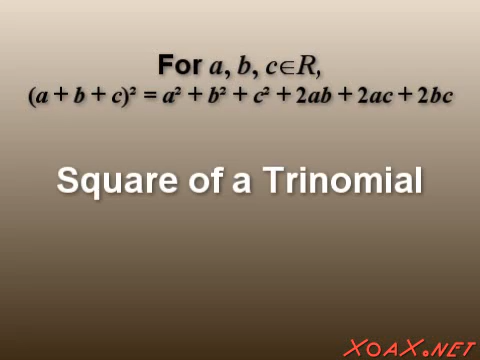 For a, b, c∈R,
(a + b + c)² = a² + b² + c² + 2ab + 2ac + 2bc
Square of a Trinomial
XOAX.NET